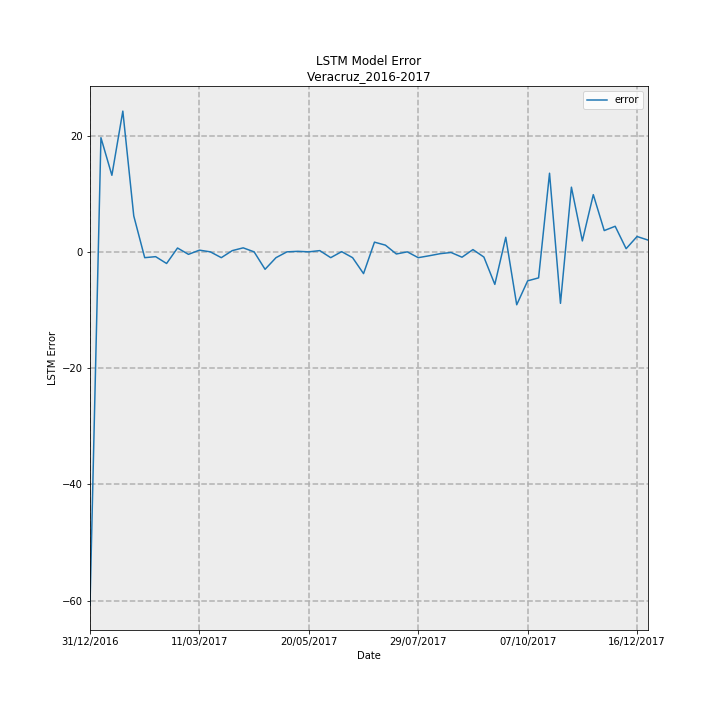 LSTM Model Error
Veracruz_2016-2017
error
20
0
−20
−40
−60
LSTM Error
31/12/2016
11/03/2017
20/05/2017
29/07/2017
07/10/2017
16/12/2017
Date